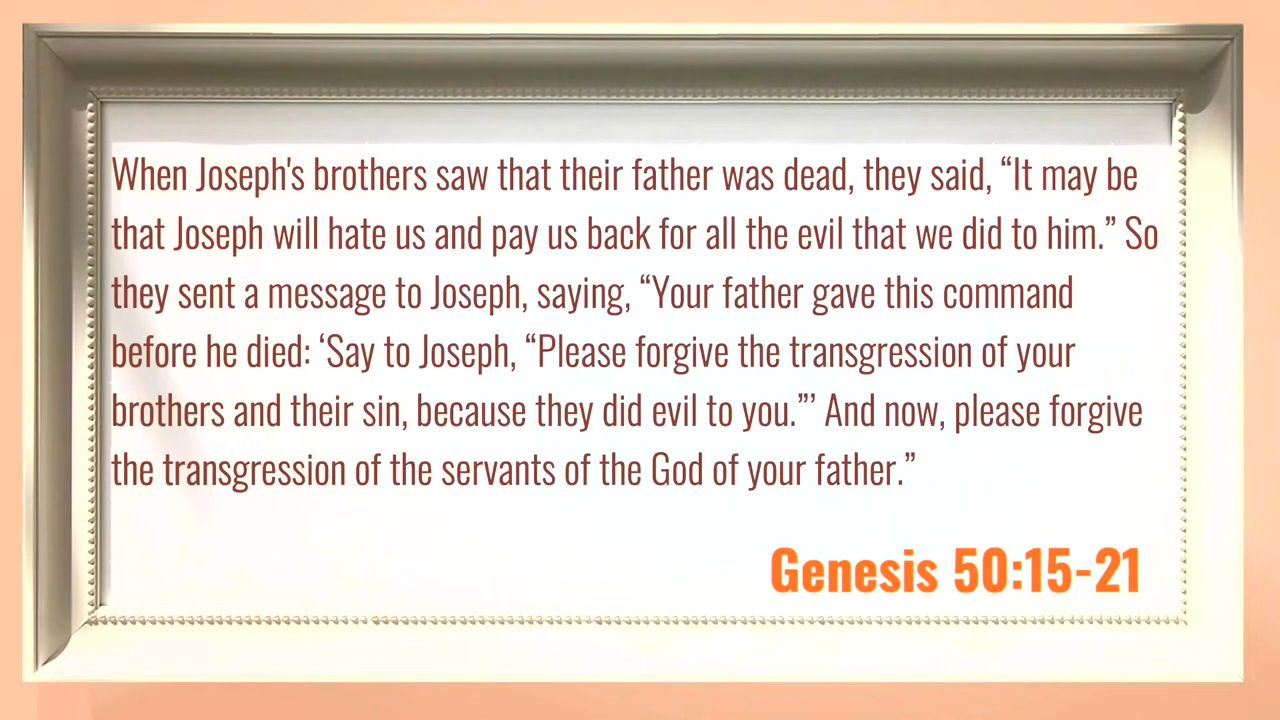 When Joseph's brothers saw that their father was dead, they said, “It may be
that Joseph will hate us and pay us back for all the evil that we did to him.” So
they sent a message to Joseph, saying, “Your father gave this command
before he died: ‘Say to Joseph, “Please forgive the transgression of your
brothers and their sin, because they did evil to you.”’ And now, please forgive
the transgression of the servants of the God of your father.”
Genesis 50:15-21